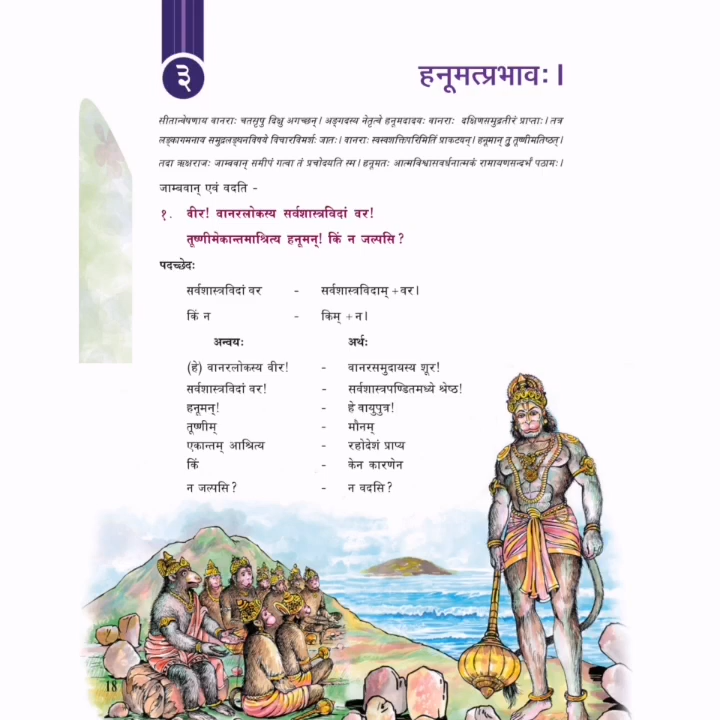 ३
हनूमत्प्रभावः।
सीतान्वेषणाय वानराः चतसृषु दिक्षु अगच्छन्। अङ्गदस्य नेतृत्वे हनूमदादयः वानराः दक्षिणसमुद्रतीरं प्राप्ताः। तत्र
लङ्कागमनाय समुद्रलङ्घनविषये विचारविमर्शः जातः। वानराः स्वस्वशक्तिपरिमितिं प्राकटयन्। हनूमान् तु तूष्णीमतिष्ठत्।
तदा ऋक्षराजः जाम्बवान् समीपं गत्वा तं प्रचोदयति स्म। हनूमतः आत्मविश्वासवर्धनात्मकं रामायणसन्दर्भं पठामः।
जाम्बवान् एवं वदति -
१. वीर! वानरलोकस्य सर्वशास्त्रविदां वर!
तूष्णीमेकान्तमाश्रित्य हनूमन्! किं न जल्पसि?
पदच्छेदः
सर्वशास्त्रविदां वर - सर्वशास्त्रविदाम् + वर।
किं न - किम् + न।
अन्वयः अर्थः
(हे) वानरलोकस्य वीर! - वानरसमुदायस्य शूर!
सर्वशास्त्रविदां वर! - सर्वशास्त्रपण्डितमध्ये श्रेष्ठ!
हनूमन्! - हे वायुपुत्र!
तूष्णीम् - मौनम्
एकान्तम् आश्रित्य - रहोदेशं प्राप्य
किं - केन कारणेन
न जल्पसि? - न वदसि?
18